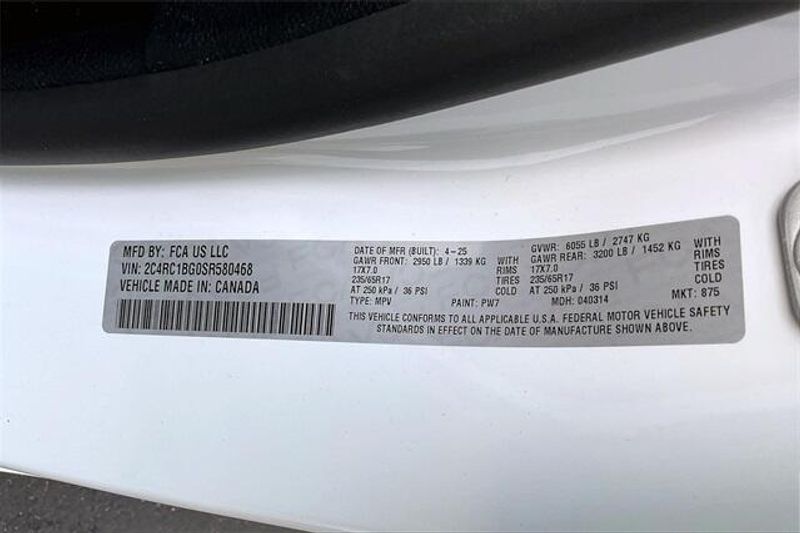 MFD BY: FCA US LLC
VIN: 2C4RC1BG0SR580468
VEHICLE MADE IN: CANADA
DATE OF MFR (BUILT): 4-25
GAWR FRONT: 2950 LB / 1339 KG WITH
17X7.0 RIMS
235/65R17 TIRES
AT 250 kPa / 36 PSI COLD
TYPE: MPV PAINT: PW7
GVWR: 6055 LB / 2747 KG
GAWR REAR: 3200 LB / 1452 KG WITH
17X7.0 RIMS
235/65R17 TIRES
AT 250 kPa / 36 PSI COLD
MDH: 040314 MKT: 875
THIS VEHICLE CONFORMS TO ALL APPLICABLE U.S.A. FEDERAL MOTOR VEHICLE SAFETY
STANDARDS IN EFFECT ON THE DATE OF MANUFACTURE SHOWN ABOVE.